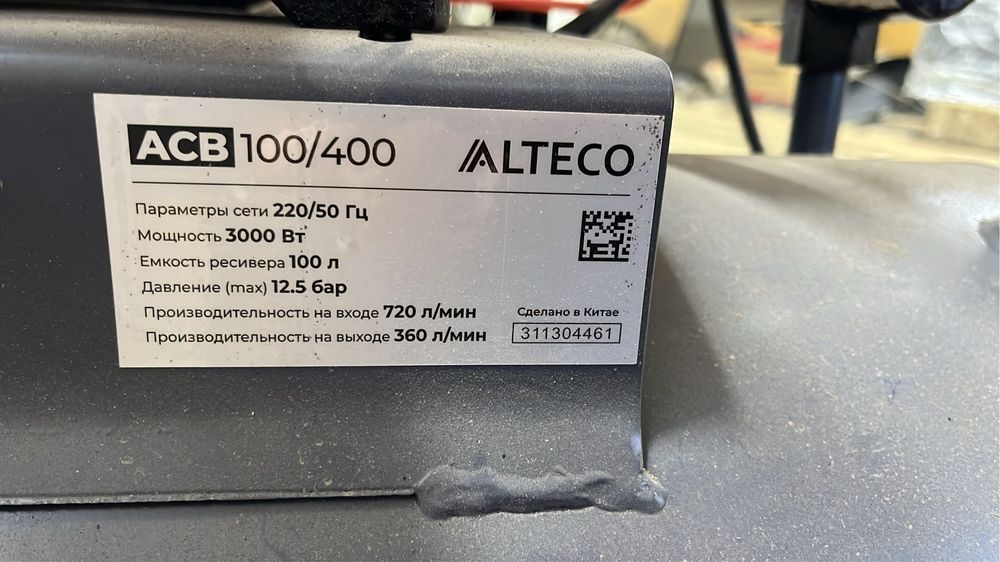 ACB 100/400
ALTECO
Параметры сети 220/50 Гц
Мощность 3000 Вт
Емкость ресивера 100 л
Давление (max) 12.5 бар
Производительность на входе 720 л/мин
Производительность на выходе 360 л/мин
Сделано в Китае
311304461